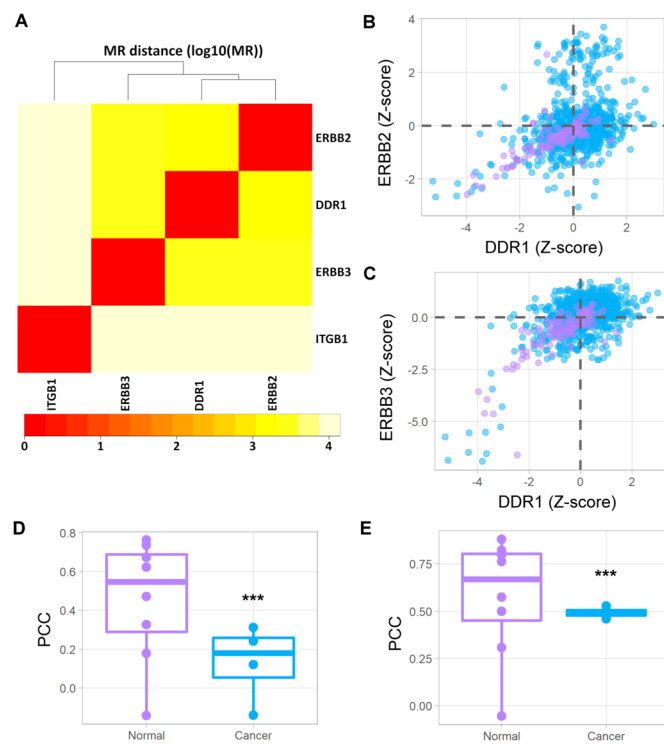 A
MR distance (log10(MR))
ERBB2
DDR1
ERBB3
ITGB1
ITGB1
ERBB3
DDR1
ERBB2
0
1
2
3
4
B
ERBB2 (Z-score)
4
2
0
-2
-4
-2
0
2
DDR1 (Z-score)
C
ERBB3 (Z-score)
0.0
-2.5
-5.0
-4
-2
0
2
DDR1 (Z-score)
D
PCC
0.8
0.6
0.4
0.2
0.0
***
Normal
Cancer
E
PCC
0.75
0.50
0.25
0.00
***
Normal
Cancer